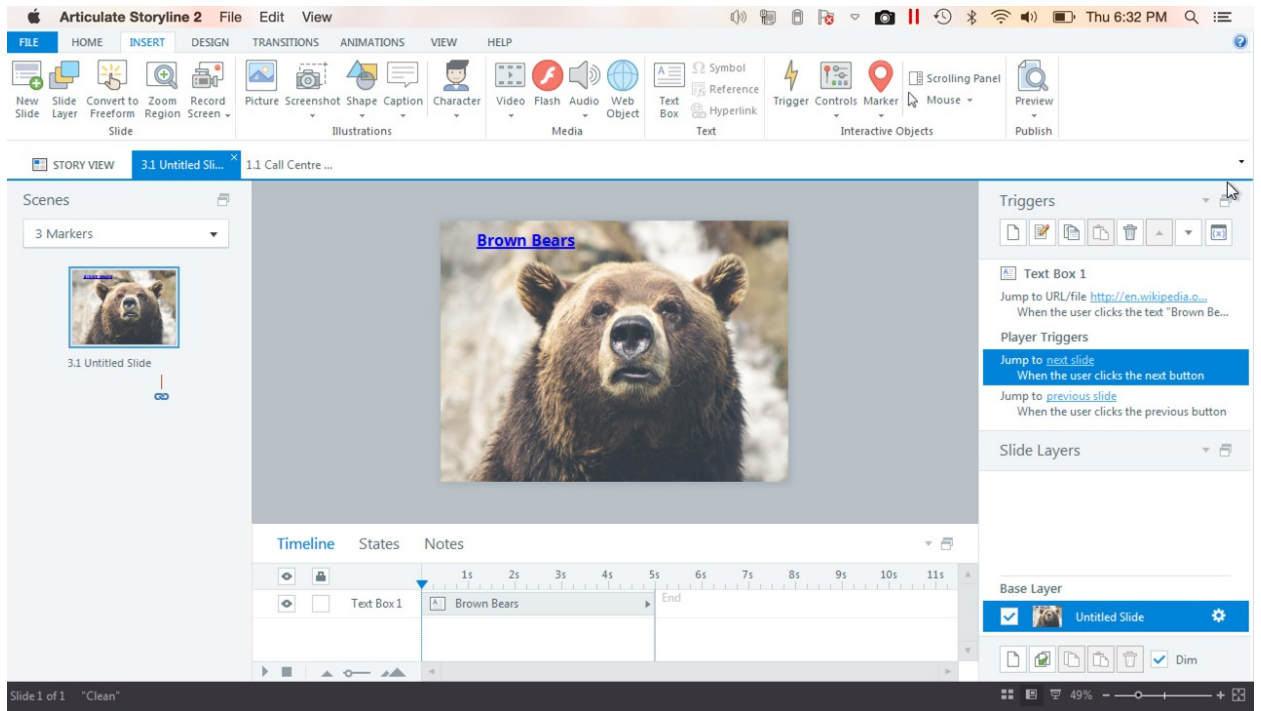 Articulate Storyline 2 File Edit View Thu 6:32 PM
FILE HOME INSERT DESIGN TRANSITIONS ANIMATIONS VIEW HELP
New Slide Slide Layer Convert to Freeform Zoom Region Record Screen
Picture Screenshot Shape Caption Character
Video Flash Audio Web Object
Text Box Symbol Reference Hyperlink
Trigger Controls Marker Scrolling Panel Mouse
Preview
Slide Illustrations Media Text Interactive Objects Publish
STORY VIEW 3.1 Untitled Sli... 1.1 Call Centre ...
Scenes
3 Markers
3.1 Untitled Slide
Brown Bears
Triggers
Text Box 1
Jump to URL/file http://en.wikipedia.o...
When the user clicks the text "Brown Be...
Player Triggers
Jump to next slide
When the user clicks the next button
Jump to previous slide
When the user clicks the previous button
Slide Layers
Base Layer
Untitled Slide
Dim
Timeline States Notes
1s 2s 3s 4s 5s 6s 7s 8s 9s 10s 11s
Text Box 1 Brown Bears End
Slide 1 of 1 "Clean" 49%